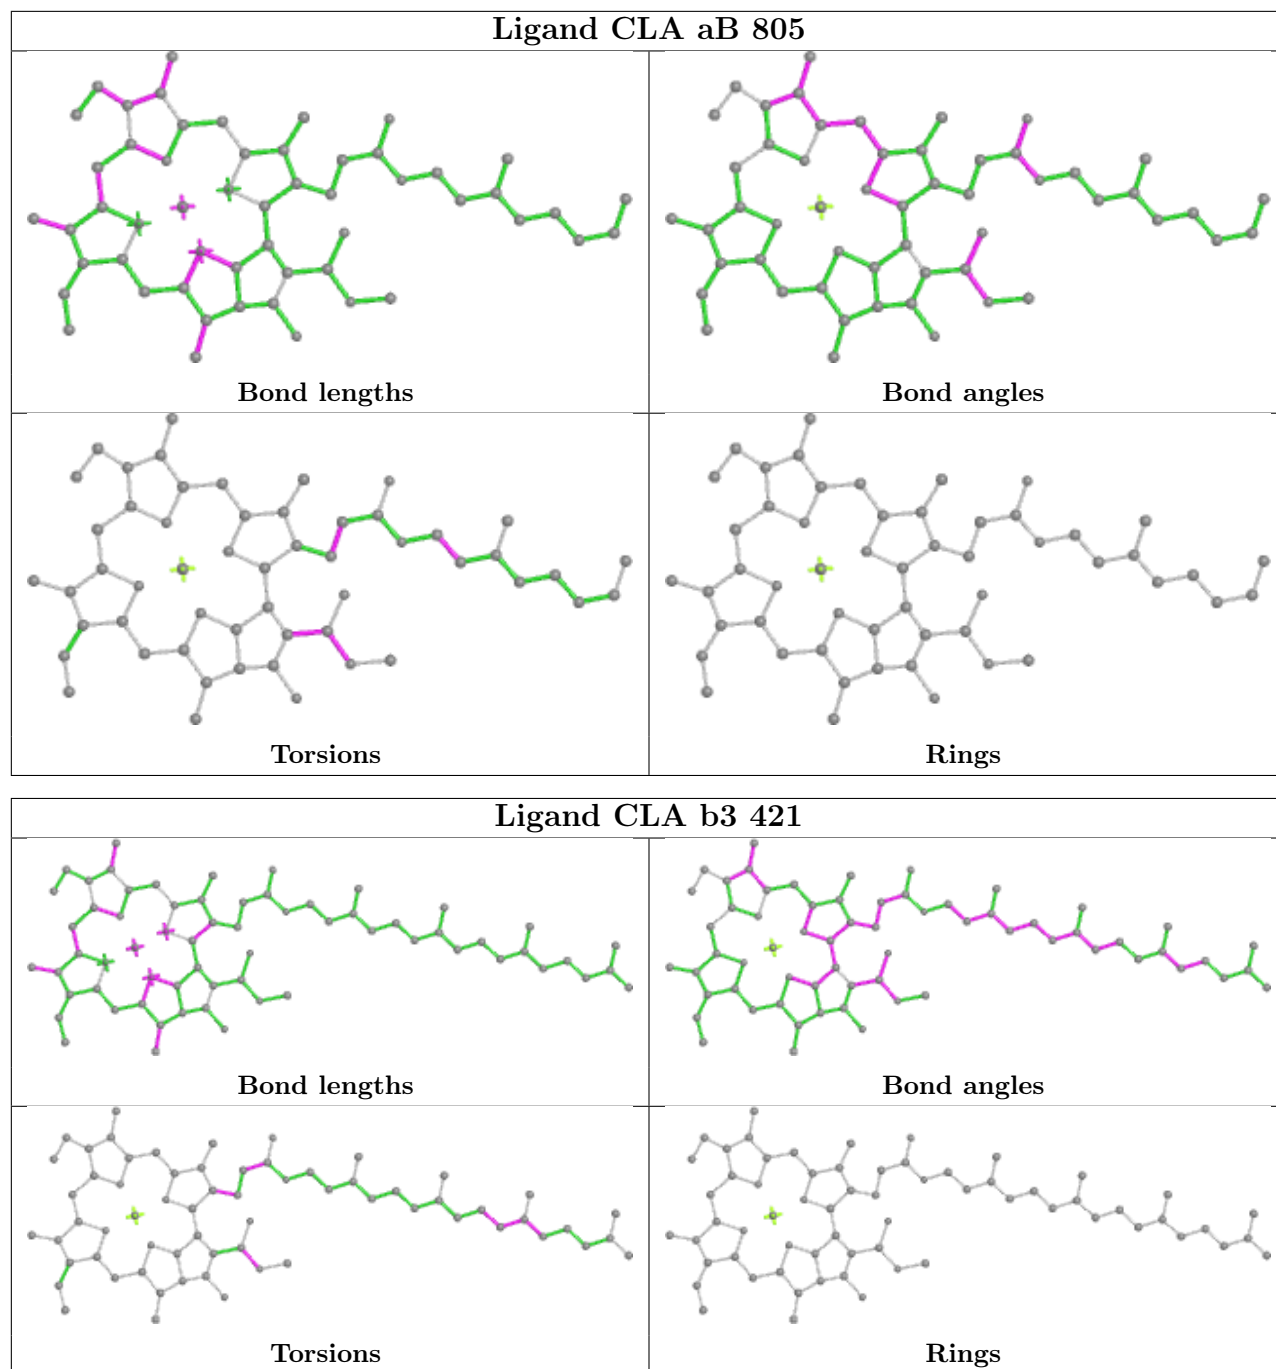 Ligand CLA aB 805
Bond lengths
Bond angles
Torsions
Rings
Ligand CLA b3 421
Bond lengths
Bond angles
Torsions
Rings